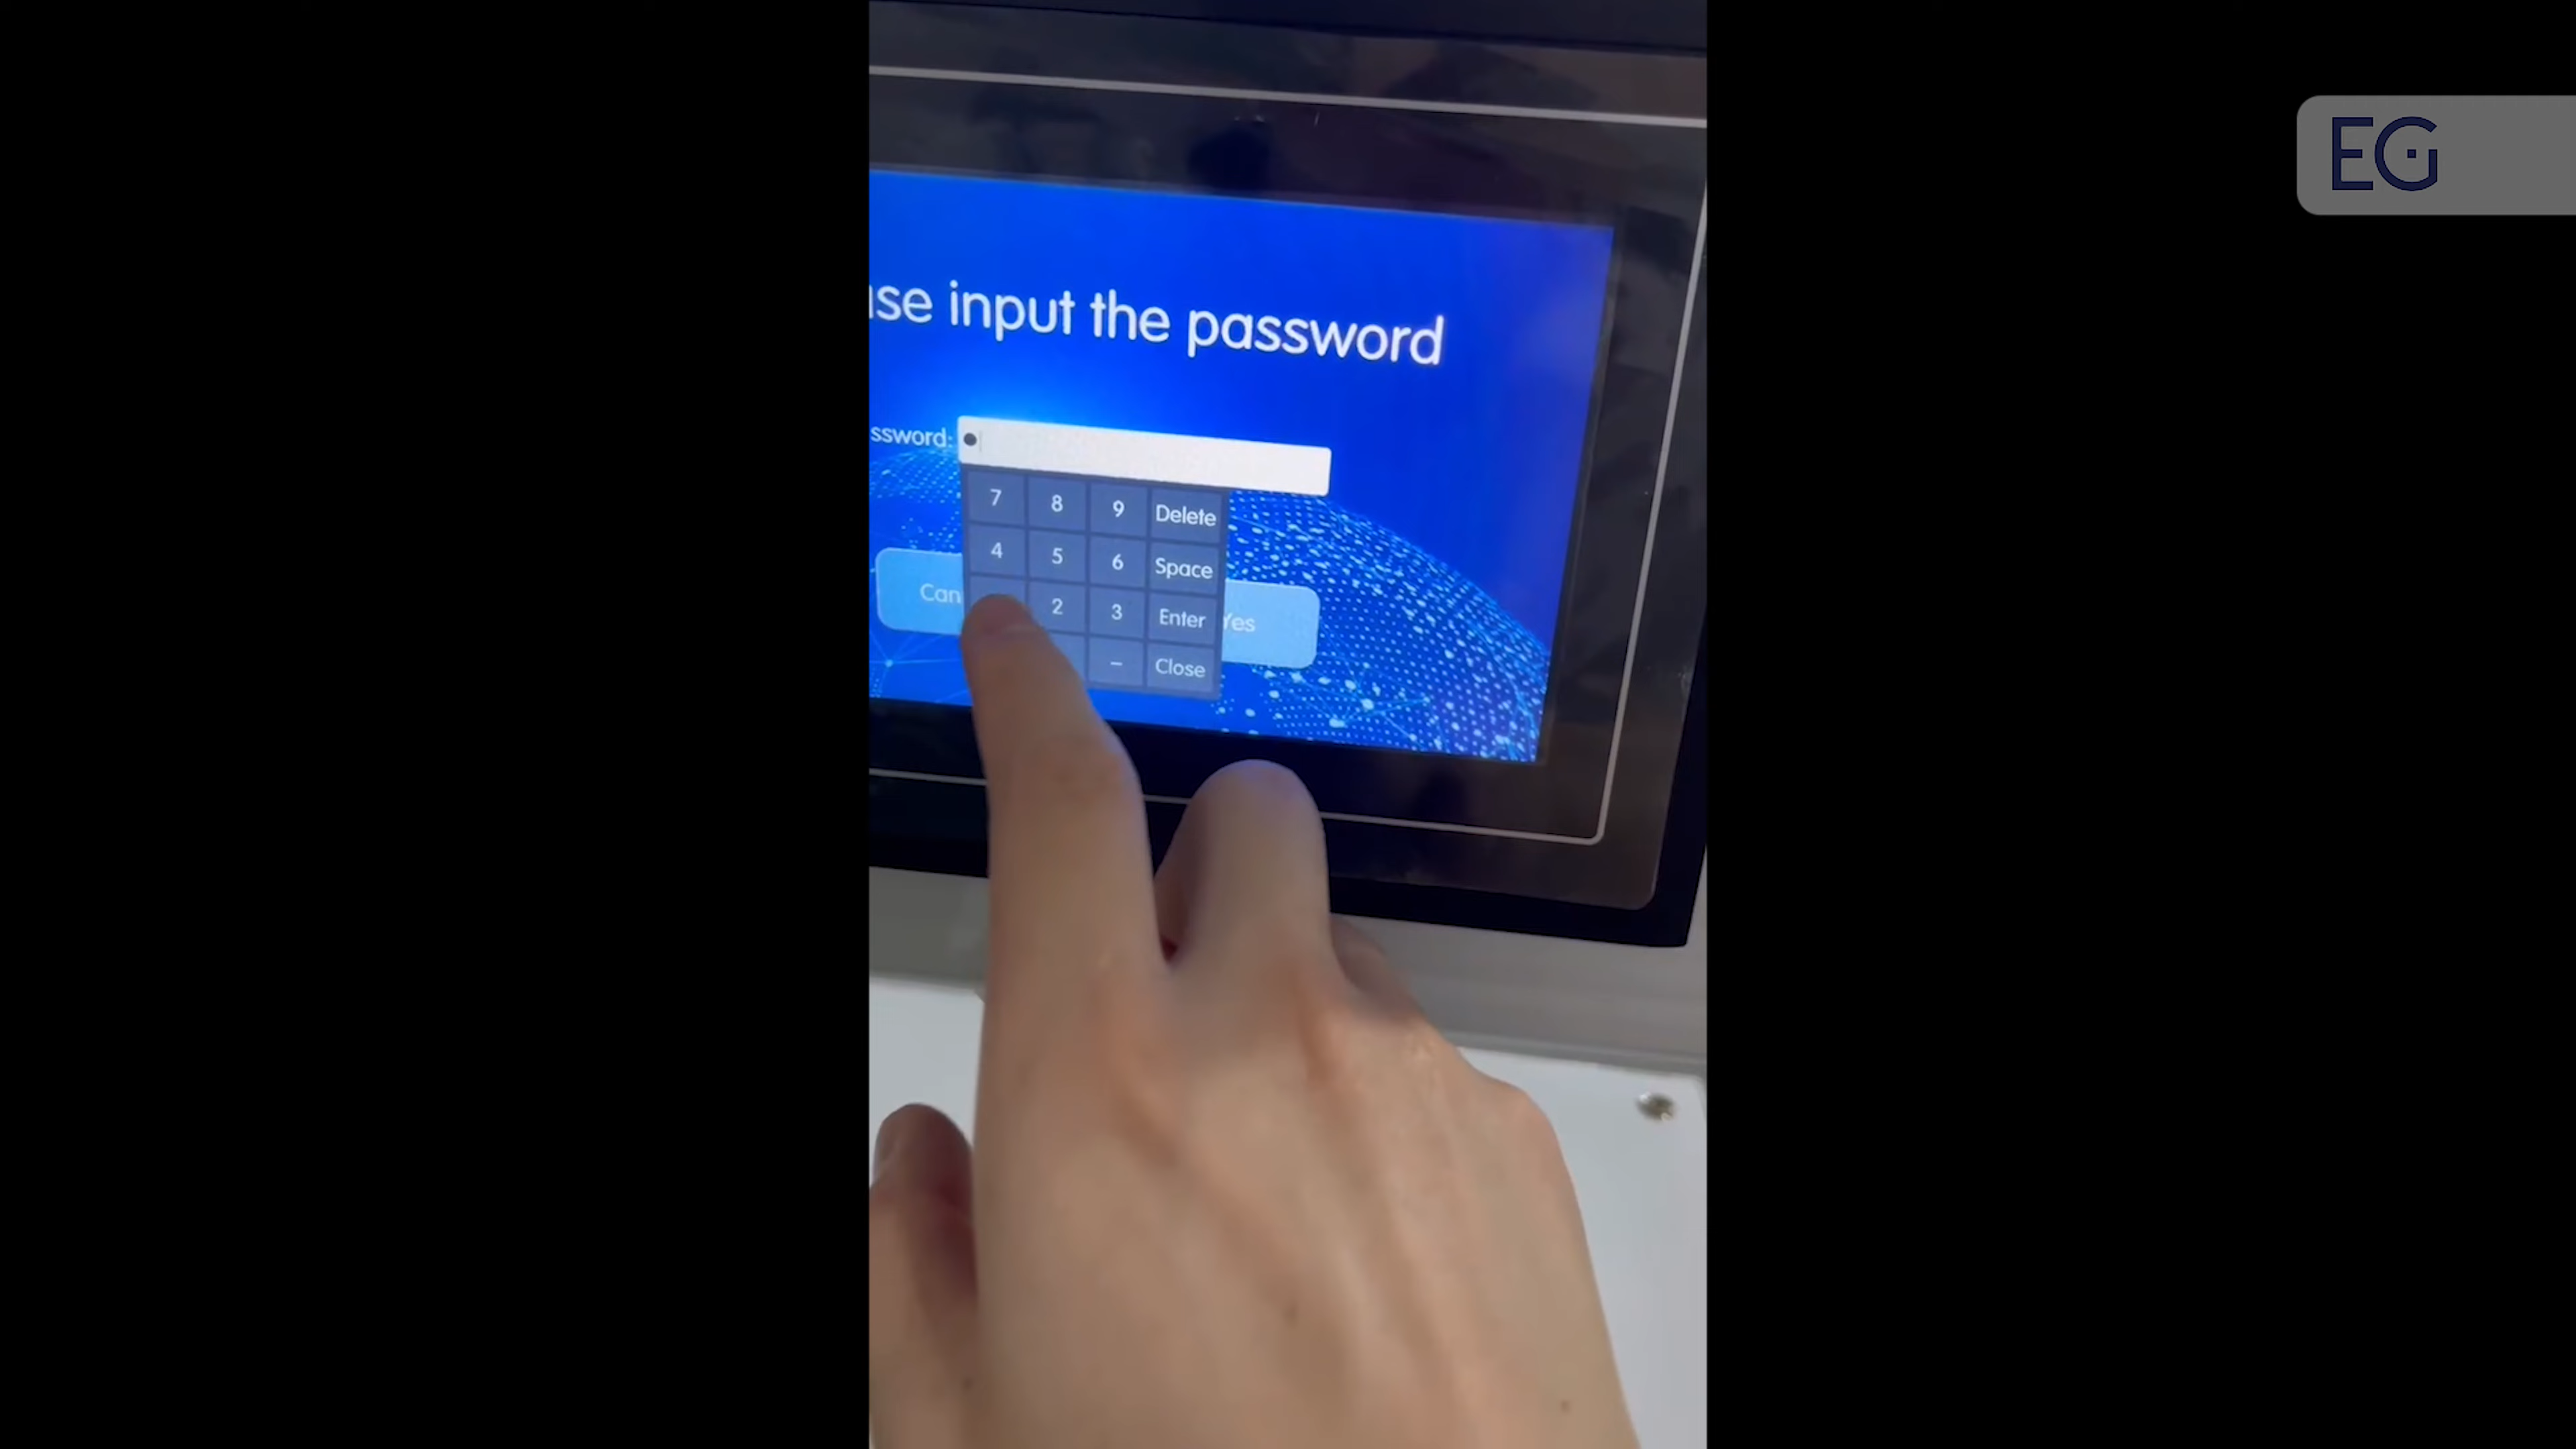 EG
se input the password
ssword: ●
7 8 9 Delete
4 5 6 Space
2 3 Enter
– Close
Can
Yes